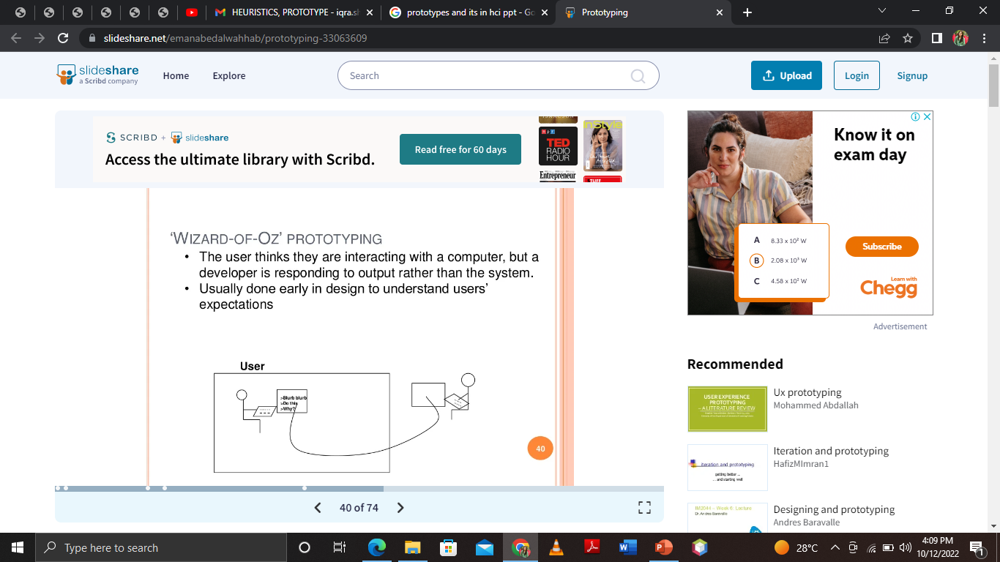 HEURISTICS, PROTOTYPE - iqra.sh
prototypes and its in hci ppt - Go
Prototyping
slideshare.net/emanabedalwahhab/prototyping-33063609
slideshare
a Scribd company
Home
Explore
Search
Upload
Login
Signup
SCRIBD + slideshare
Access the ultimate library with Scribd.
Read free for 60 days
TED
RADIO
HOUR
Entrepreneur
InStyle
Know it on
exam day
A 8.33 x 10² W
B 2.08 x 10³ W
C 4.58 x 10² W
Subscribe
Learn with
Chegg
Advertisement
‘WIZARD-OF-OZ’ PROTOTYPING
• The user thinks they are interacting with a computer, but a
developer is responding to output rather than the system.
• Usually done early in design to understand users’
expectations
User
>Blurb blurb
>Do this
>Why?
40
40 of 74
Recommended
USER EXPERIENCE
PROTOTYPING
– A LITERATURE REVIEW
Ux prototyping
Mohammed Abdallah
Iteration and prototyping
getting better ...
... and starting well
Iteration and prototyping
HafizMImran1
IM2044 – Week 6: Lecture
Dr. Andres Baravalle
Designing and prototyping
Andres Baravalle
Type here to search
28°C
4:09 PM
10/12/2022
1